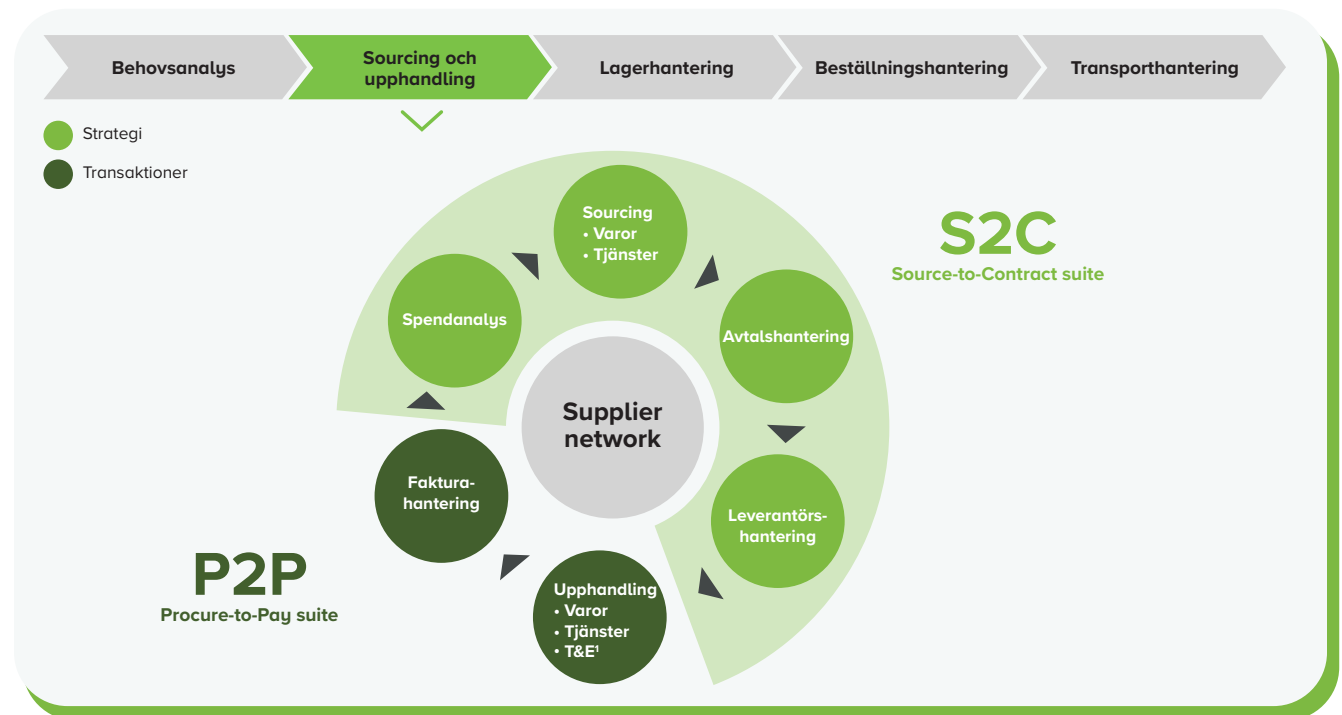 Behovsanalys
Sourcing och
upphandling
Lagerhantering
Beställningshantering
Transporthantering
Strategi
Transaktioner
Sourcing
• Varor
• Tjänster
S2C
Source-to-Contract suite
Spendanalys
Avtalshantering
Supplier
network
Faktura-
hantering
Leverantörs-
hantering
P2P
Procure-to-Pay suite
Upphandling
• Varor
• Tjänster
• T&E¹